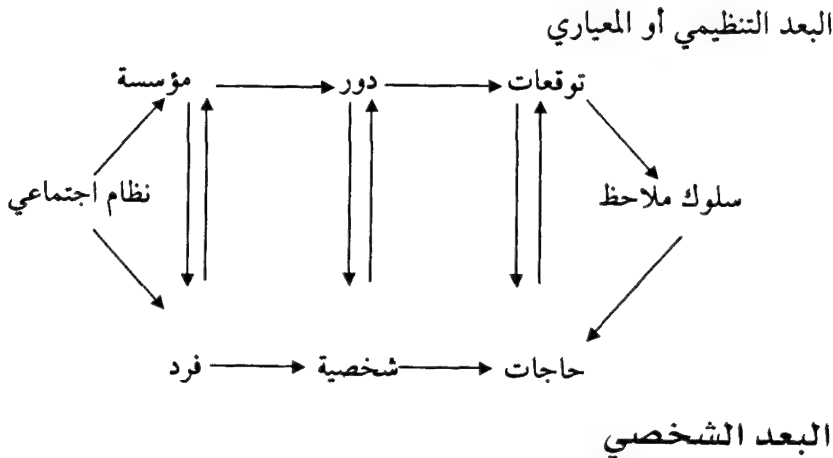 البعد التنظيمي أو المعياري
مؤسسة دور توقعات
نظام اجتماعي سلوك ملاحظ
فرد شخصية حاجات
البعد الشخصي